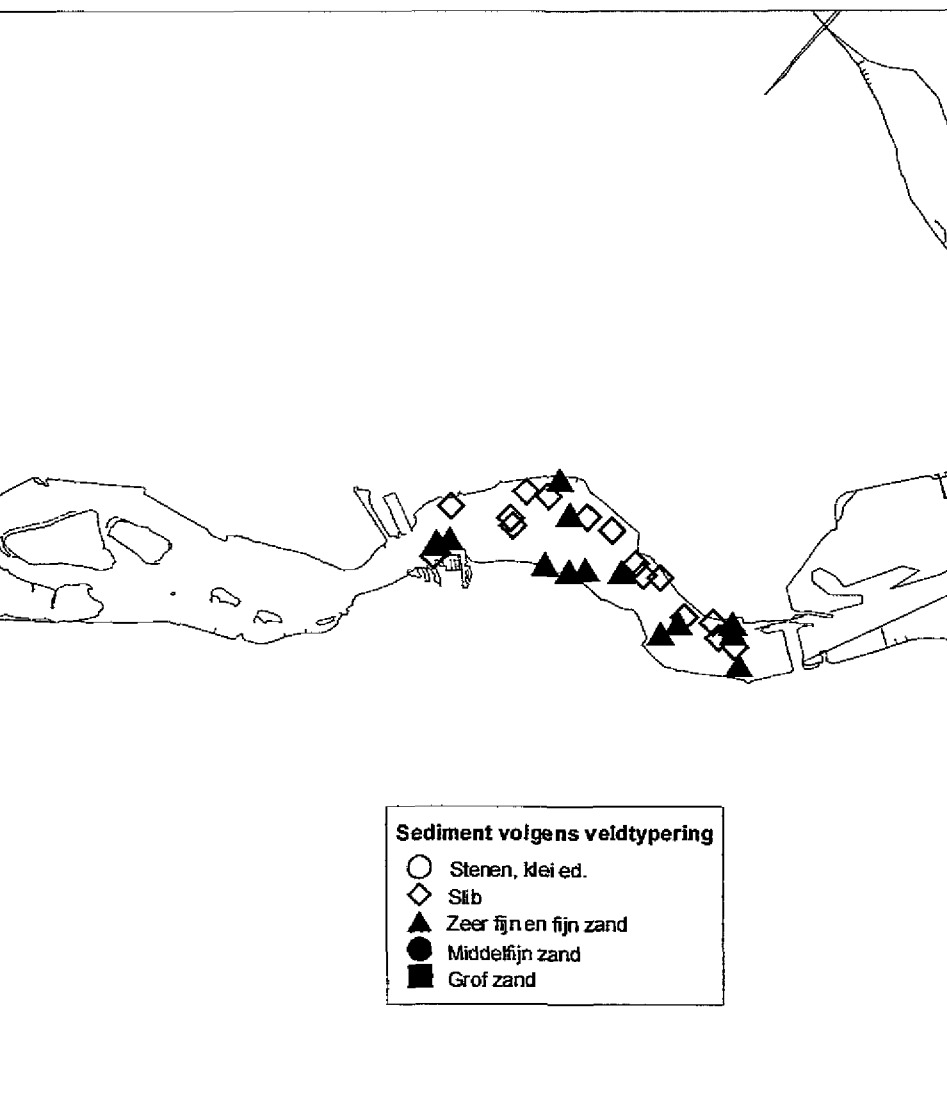 Sediment volgens veldtypering
Stenen, klei ed.
Slib
Zeer fijn en fijn zand
Middelfijn zand
Grof zand